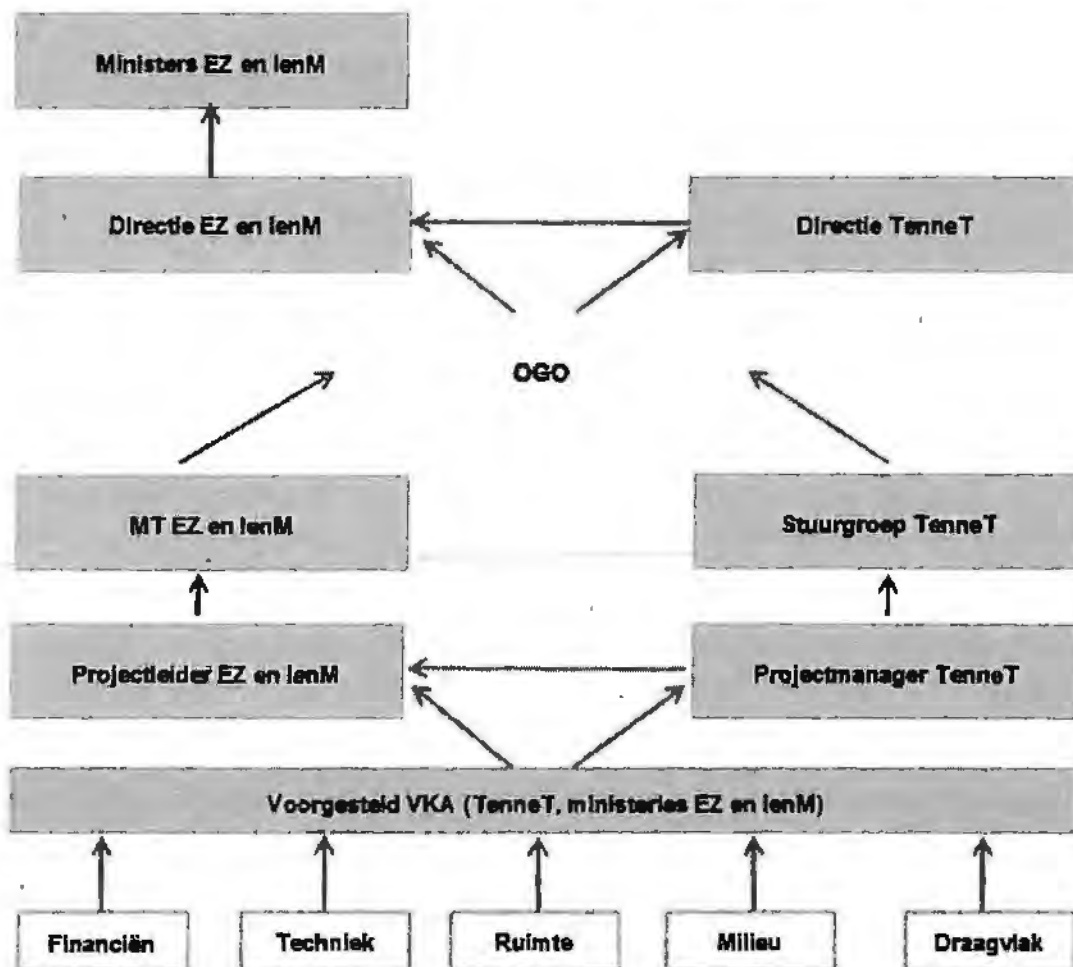 Ministers EZ en IenM
Directie EZ en IenM
Directie TenneT
OGO
MT EZ en IenM
Stuurgroep TenneT
Projectleider EZ en IenM
Projectmanager TenneT
Voorgesteld VKA (TenneT, ministeries EZ en IenM)
Financiën
Techniek
Ruimte
Milieu
Draagvlak